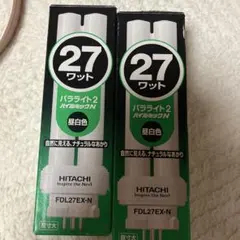 27
ワット
パラライト2
ハイルミックN
昼白色
自然に見える、ナチュラルなあかり
HITACHI
Inspire the Next
FDL27EX-N
27
ワット
パラライト2
ハイルミックN
昼白色
自然に見える、ナチュラルなあかり
HITACHI
Inspire the Next
FDL27EX-N